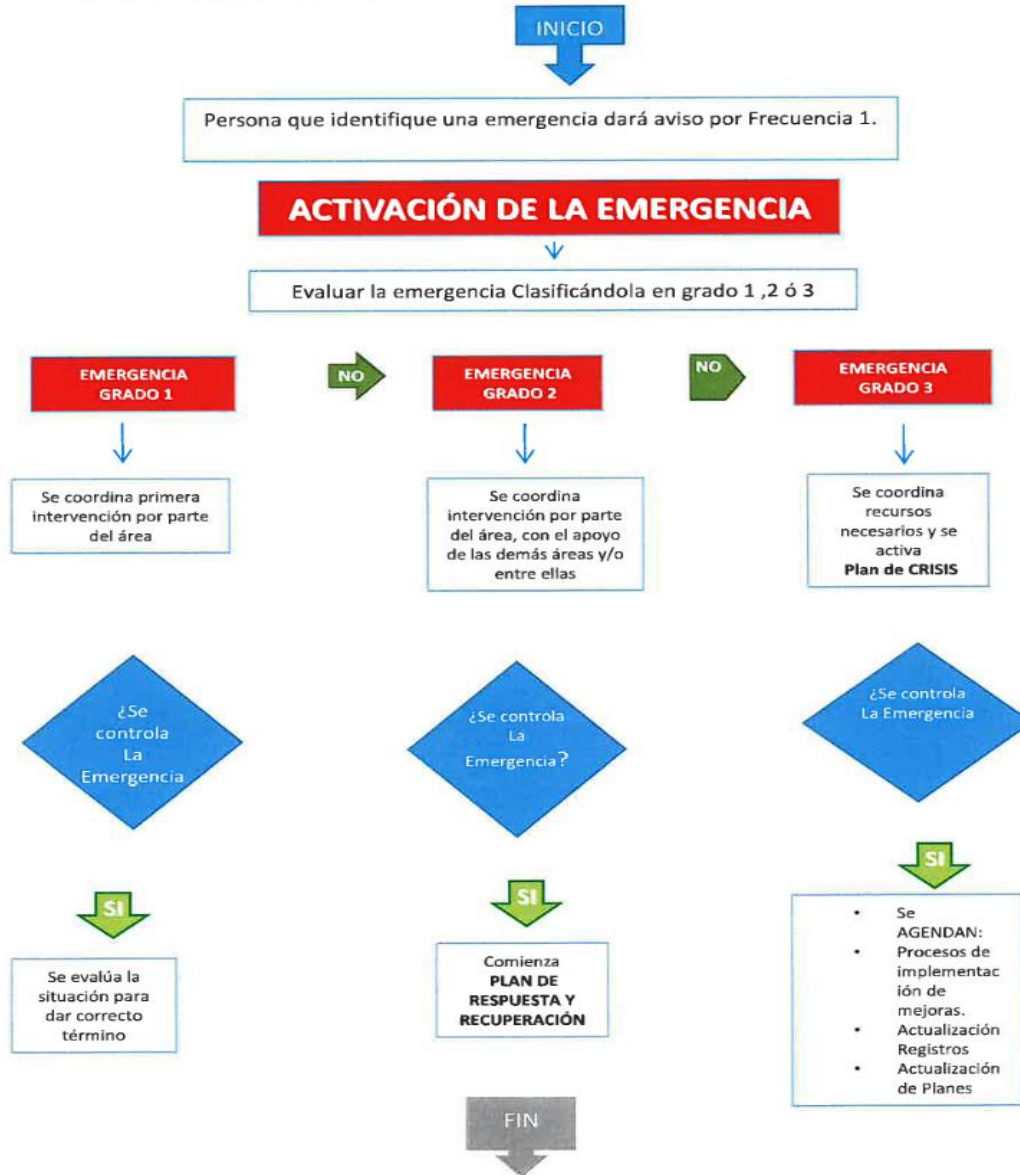 INICIO
Persona que identifique una emergencia dará aviso por Frecuencia 1.
ACTIVACIÓN DE LA EMERGENCIA
Evaluar la emergencia Clasificándola en grado 1 ,2 ó 3
EMERGENCIA
GRADO 1
NO
EMERGENCIA
GRADO 2
NO
EMERGENCIA
GRADO 3
Se coordina primera
intervención por parte
del área
Se coordina
intervención por parte
del área, con el apoyo
de las demás áreas y/o
entre ellas
Se coordina
recursos
necesarios y se
activa
Plan de CRISIS
¿Se
controla
La
Emergencia
¿Se controla
La
Emergencia?
¿Se controla
La Emergencia
SI
SI
SI
Se evalúa la
situación para
dar correcto
término
Comienza
PLAN DE
RESPUESTA Y
RECUPERACIÓN
• Se
AGENDAN:
• Procesos de
implementac
ión de
mejoras.
• Actualización
Registros
• Actualización
de Planes
FIN